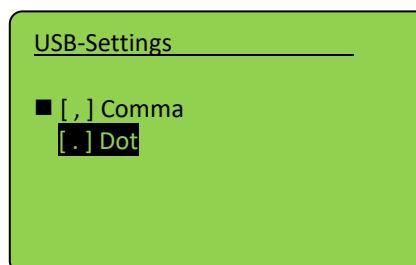 USB-Settings
■ [ , ] Comma
[ . ] Dot